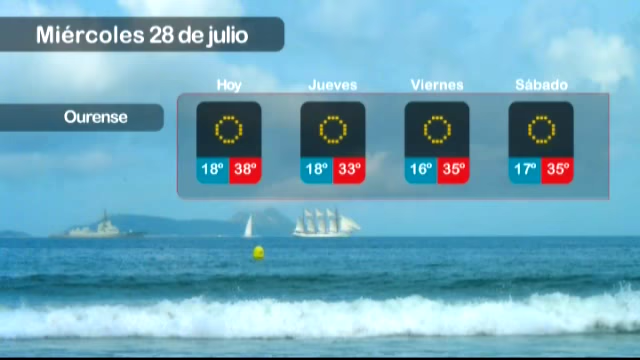 Miércoles 28 de julio
Hoy Jueves Viernes Sábado
Ourense
18º 38º 18º 33º 16º 35º 17º 35º